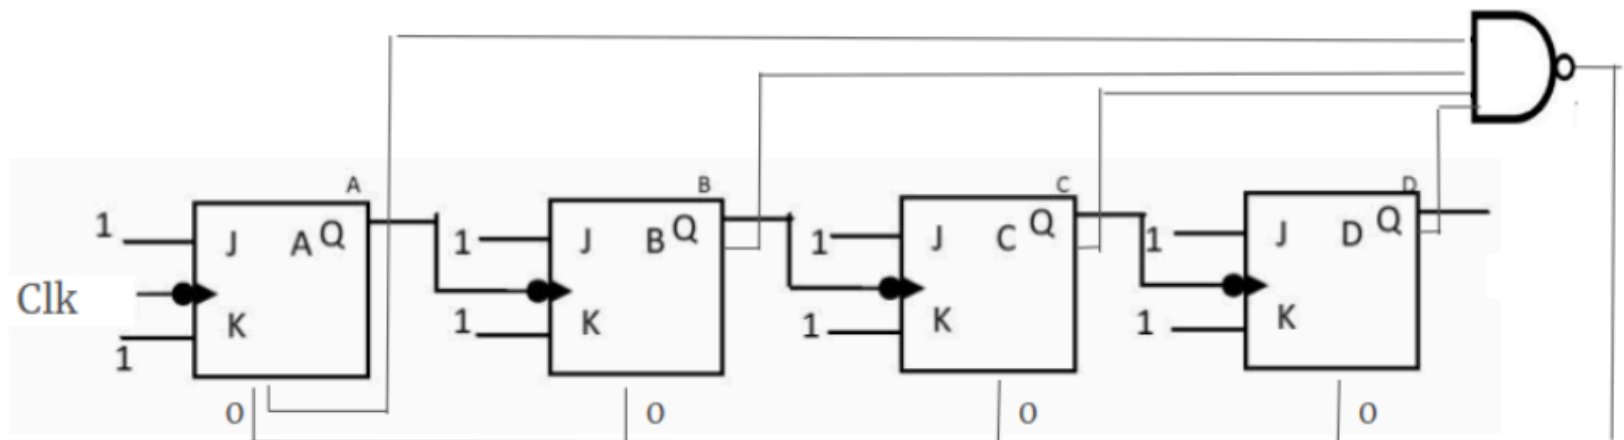 A B C D
1 J A Q 1 J B Q 1 J C Q 1 J D Q
Clk
K 1 K 1 K 1 K
1
0 0 0 0